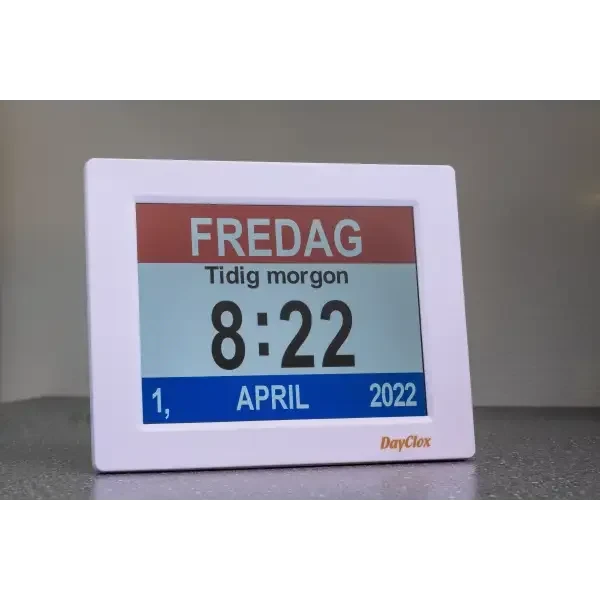 FREDAG
Tidig morgon
8:22
1, APRIL 2022
DayClox